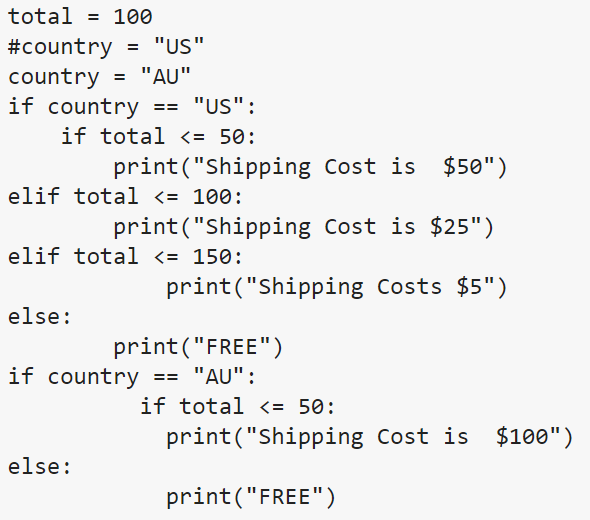 total = 100
#country = "US"
country = "AU"
if country == "US":
    if total <= 50:
        print("Shipping Cost is  $50")
elif total <= 100:
        print("Shipping Cost is $25")
elif total <= 150:
            print("Shipping Costs $5")
else:
        print("FREE")
if country == "AU":
          if total <= 50:
            print("Shipping Cost is  $100")
else:
            print("FREE")